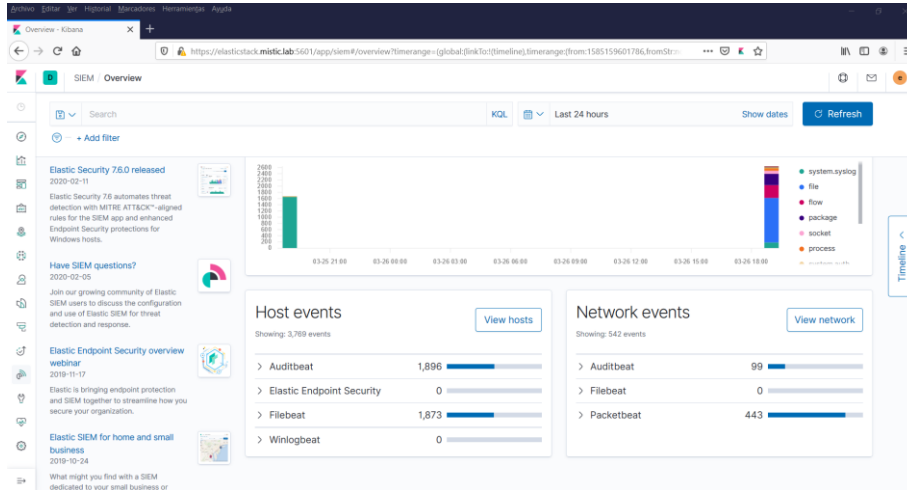 Archivo Editar Ver Historial Marcadores Herramientas Ayuda
Overview - Kibana
https://elasticstack.mistic.lab:5601/app/siem#/overview?timerange=(global:(linkTo:!(timeline),timerange:(from:1585159601786,fromStr:
D SIEM / Overview
e
Search KQL Last 24 hours Show dates Refresh
+ Add filter
Elastic Security 7.6.0 released
2020-02-11
Elastic Security 7.6 automates threat
detection with MITRE ATT&CK™-aligned
rules for the SIEM app and enhanced
Endpoint Security protections for
Windows hosts.
Have SIEM questions?
2020-02-05
Join our growing community of Elastic
SIEM users to discuss the configuration
and use of Elastic SIEM for threat
detection and response.
Elastic Endpoint Security overview
webinar
2019-11-17
Elastic is bringing endpoint protection
and SIEM together to streamline how you
secure your organization.
Elastic SIEM for home and small
business
2019-10-24
What might you find with a SIEM
dedicated to your small business or
2600
2400
2200
2000
1800
1600
1400
1200
1000
800
600
400
200
0
03-25 21:00 03-26 00:00 03-26 03:00 03-26 06:00 03-26 09:00 03-26 12:00 03-26 15:00 03-26 18:00
system.syslog
file
flow
package
socket
process
Timeline
Host events
View hosts
Showing: 3,769 events
Auditbeat 1,896
Elastic Endpoint Security 0
Filebeat 1,873
Winlogbeat 0
Network events
View network
Showing: 542 events
Auditbeat 99
Filebeat 0
Packetbeat 443